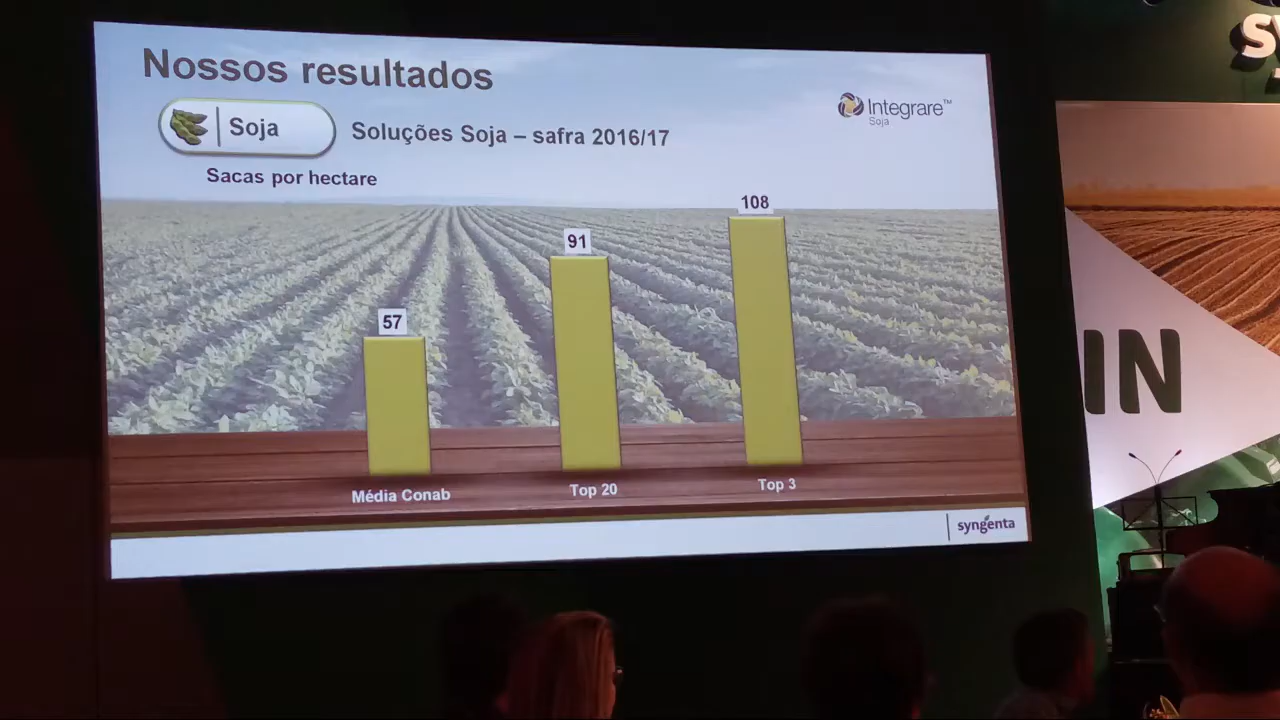 Nossos resultados
Integrare™
Soja
Soja
Soluções Soja – safra 2016/17
Sacas por hectare
57
91
108
Média Conab
Top 20
Top 3
syngenta
IN